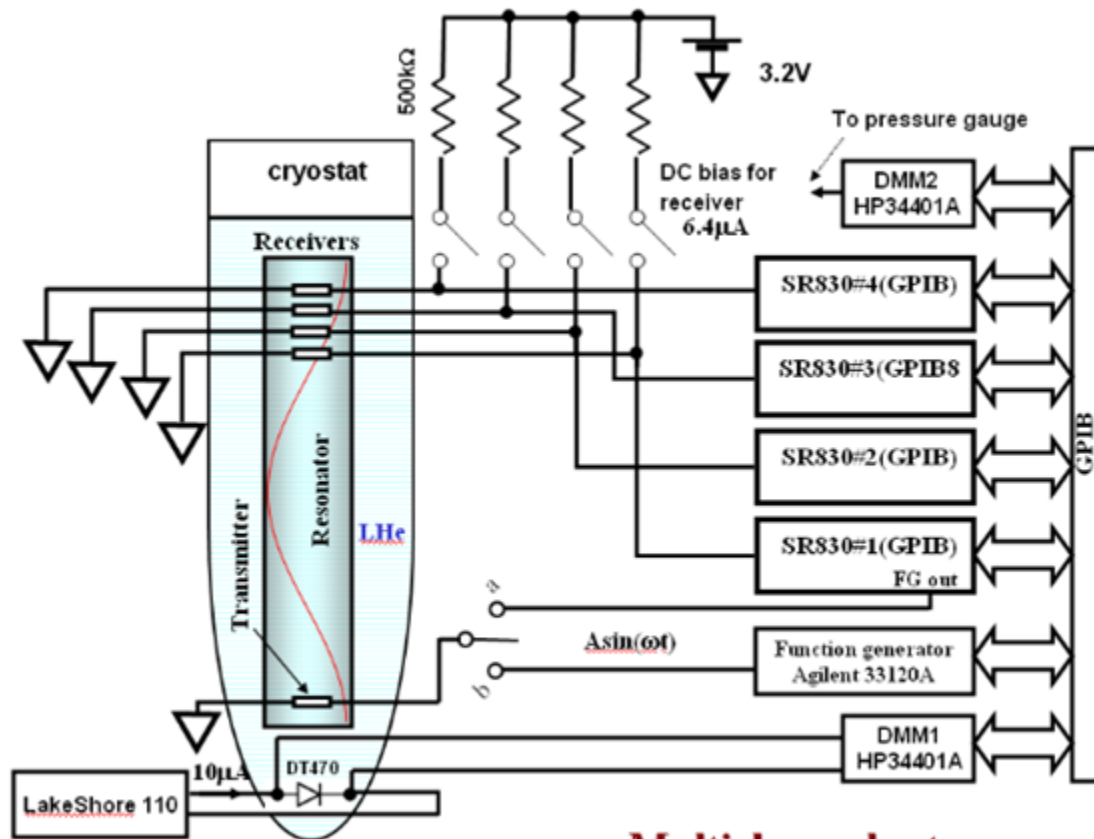 500kΩ
3.2V
To pressure gauge
cryostat
DC bias for
receiver
6.4μA
DMM2
HP34401A
Receivers
SR830#4(GPIB)
SR830#3(GPIB8
SR830#2(GPIB)
GPIB
Resonator
LHe
SR830#1(GPIB)
FG out
Transmitter
a
Asin(ωt)
b
Function generator
Agilent 33120A
DMM1
HP34401A
10μA
DT470
LakeShore 110